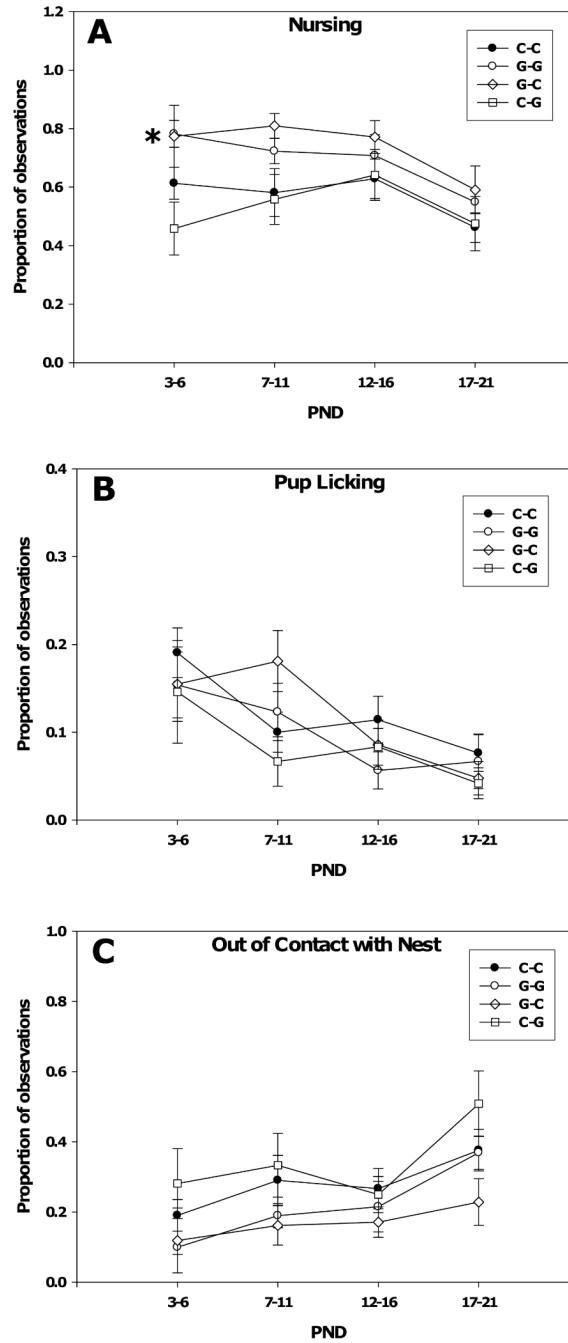 A
Nursing
C-C
G-G
G-C
C-G
*
Proportion of observations
1.2
1.0
0.8
0.6
0.4
0.2
0.0
3-6 7-11 12-16 17-21
PND
B
Pup Licking
C-C
G-G
G-C
C-G
Proportion of observations
0.4
0.3
0.2
0.1
0.0
3-6 7-11 12-16 17-21
PND
C
Out of Contact with Nest
C-C
G-G
G-C
C-G
Proportion of observations
1.0
0.8
0.6
0.4
0.2
0.0
3-6 7-11 12-16 17-21
PND